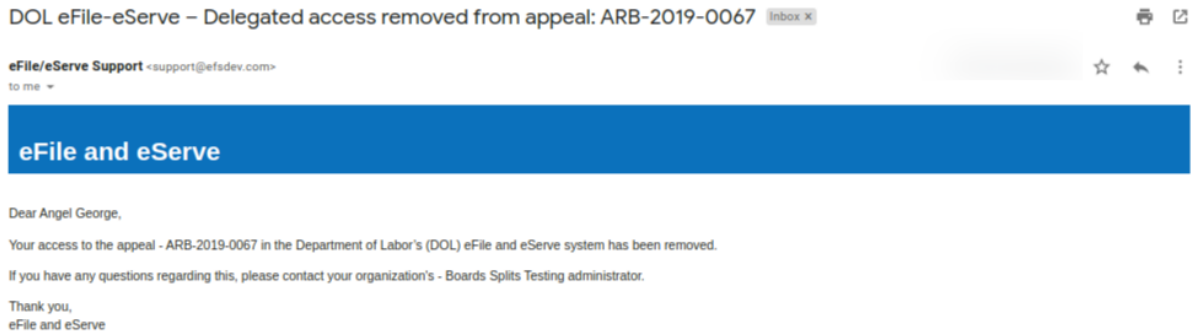 DOL eFile-eServe – Delegated access removed from appeal: ARB-2019-0067 Inbox ×
eFile/eServe Support <support@efsdev.com>
to me
eFile and eServe
Dear Angel George,
Your access to the appeal - ARB-2019-0067 in the Department of Labor's (DOL) eFile and eServe system has been removed.
If you have any questions regarding this, please contact your organization's - Boards Splits Testing administrator.
Thank you,
eFile and eServe